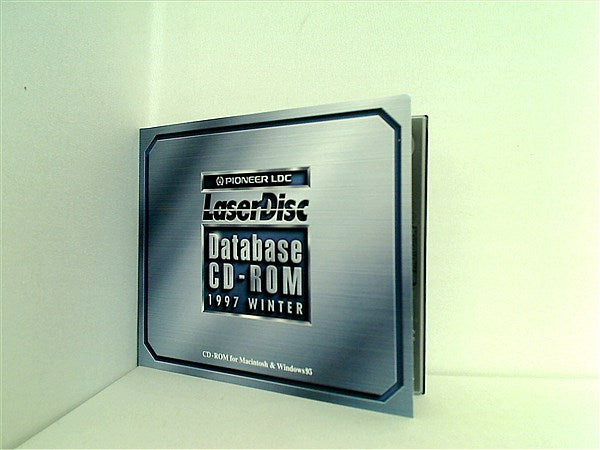 PIONEER LDC
LaserDisc
Database
CD-ROM
1997 WINTER
CD-ROM for Macintosh & Windows95